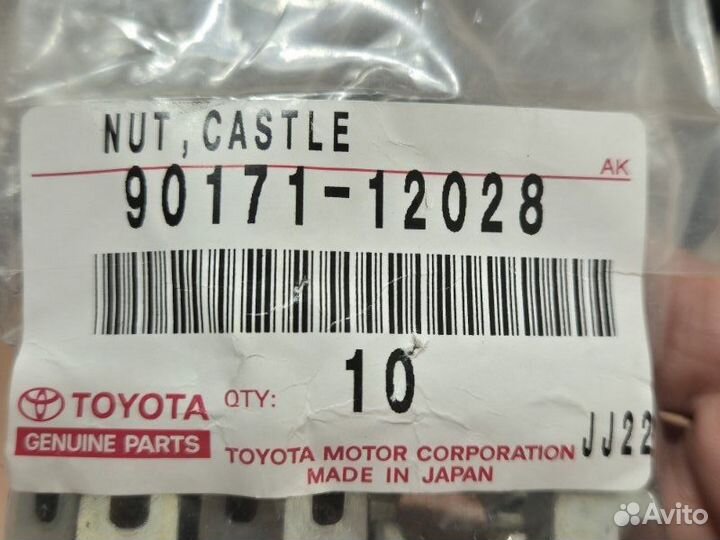 NUT, CASTLE
AK
90171-12028
TOYOTA
QTY: 10
GENUINE PARTS
TOYOTA MOTOR CORPORATION
MADE IN JAPAN
JJ22
Avito